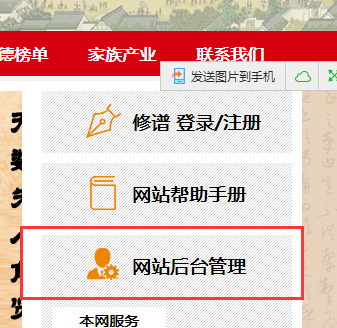 德榜单 家族产业 联系我们
发送图片到手机
修谱 登录/注册
网站帮助手册
网站后台管理
本网服务